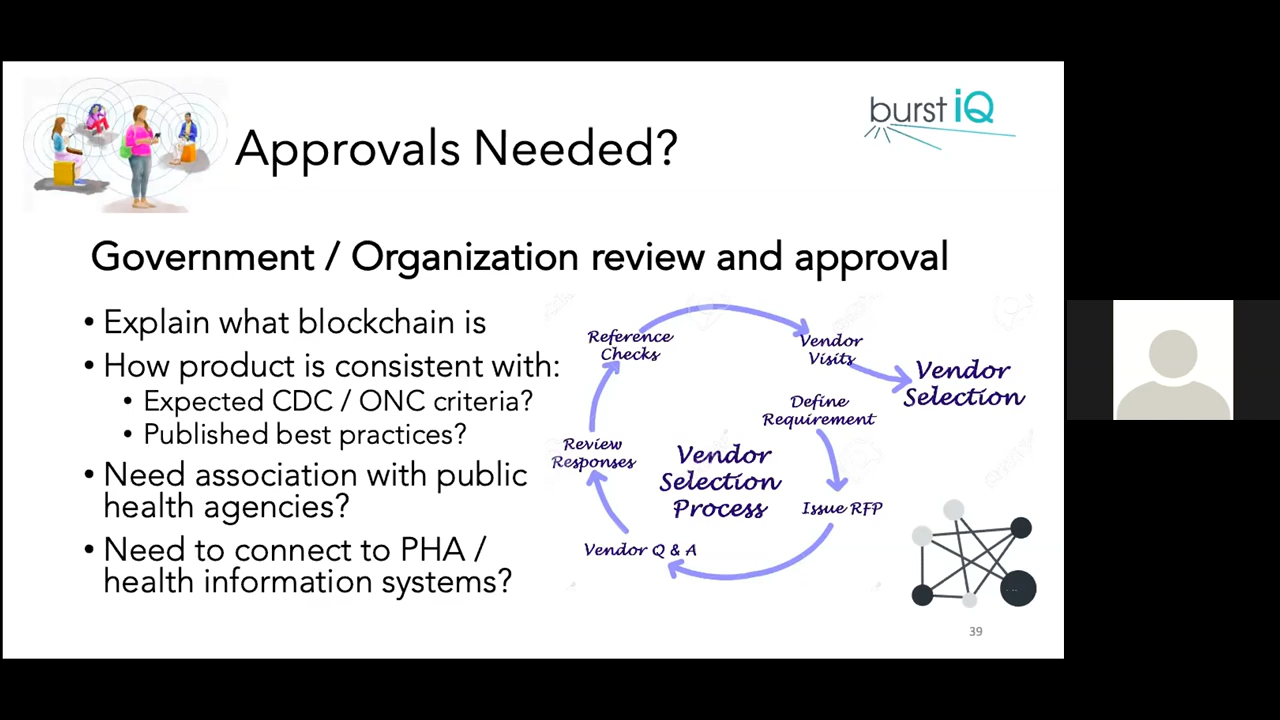 burst iQ
Approvals Needed?
Government / Organization review and approval
• Explain what blockchain is
• How product is consistent with:
• Expected CDC / ONC criteria?
• Published best practices?
• Need association with public
health agencies?
• Need to connect to PHA /
health information systems?
Reference
Checks
Vendor
Visits
Vendor
Selection
Define
Requirement
Review
Responses
Vendor
Selection
Process
Issue RFP
Vendor Q & A
39